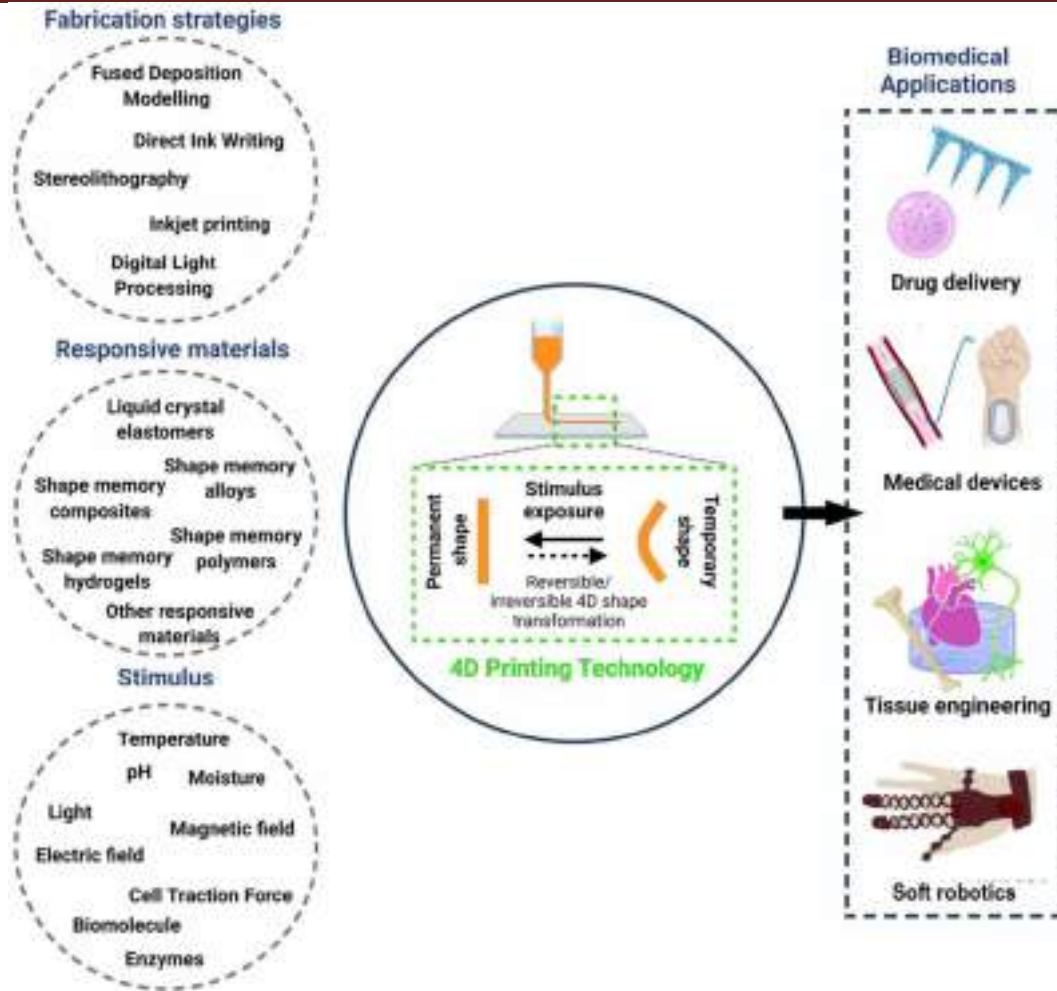 Fabrication strategies
Fused Deposition
Modelling
Direct Ink Writing
Stereolithography
Inkjet printing
Digital Light
Processing
Responsive materials
Liquid crystal
elastomers
Shape memory
alloys
Shape memory
composites
Shape memory
polymers
Shape memory
hydrogels
Other responsive
materials
Stimulus
Temperature
pH
Moisture
Light
Magnetic field
Electric field
Cell Traction Force
Biomolecule
Enzymes
Permanent
shape
Stimulus
exposure
Temporary
shape
Reversible/
irreversible 4D shape
transformation
4D Printing Technology
Biomedical
Applications
Drug delivery
Medical devices
Tissue engineering
Soft robotics